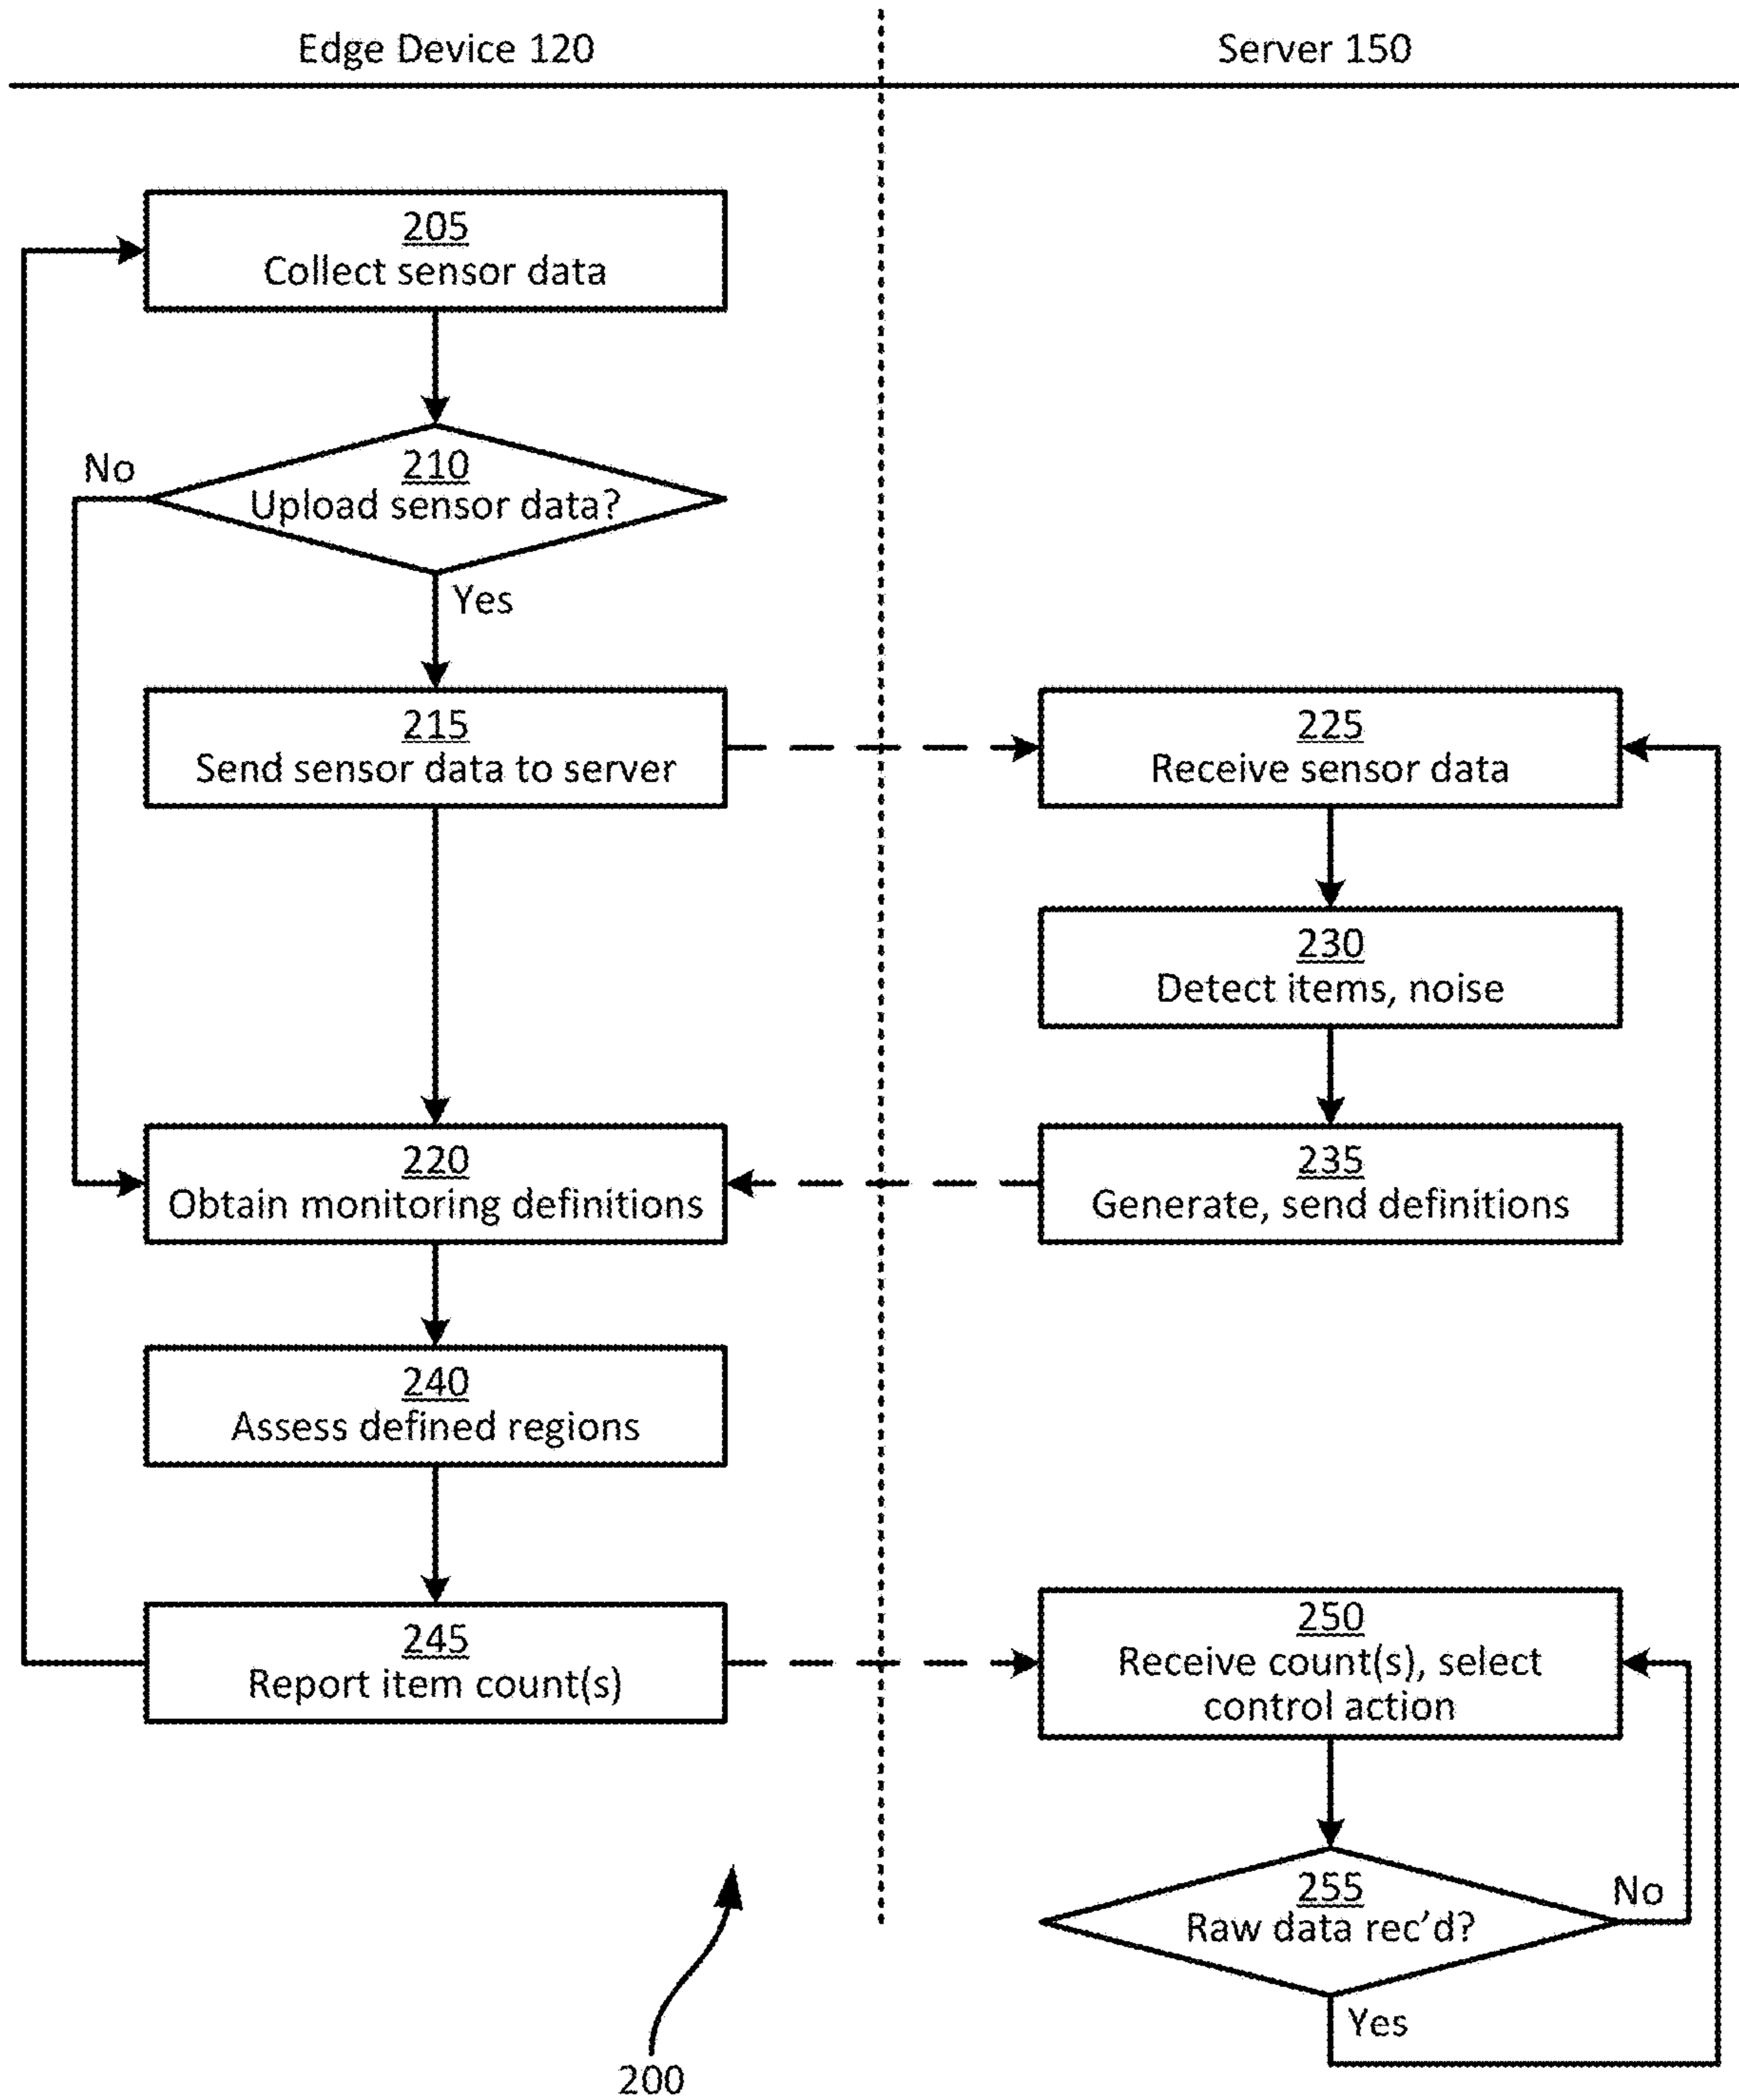 Edge Device 120
Server 150
205
Collect sensor data
No
210
Upload sensor data?
Yes
215
Send sensor data to server
225
Receive sensor data
230
Detect items, noise
220
Obtain monitoring definitions
235
Generate, send definitions
240
Assess defined regions
245
Report item count(s)
250
Receive count(s), select
control action
255
Raw data rec’d?
No
Yes
200